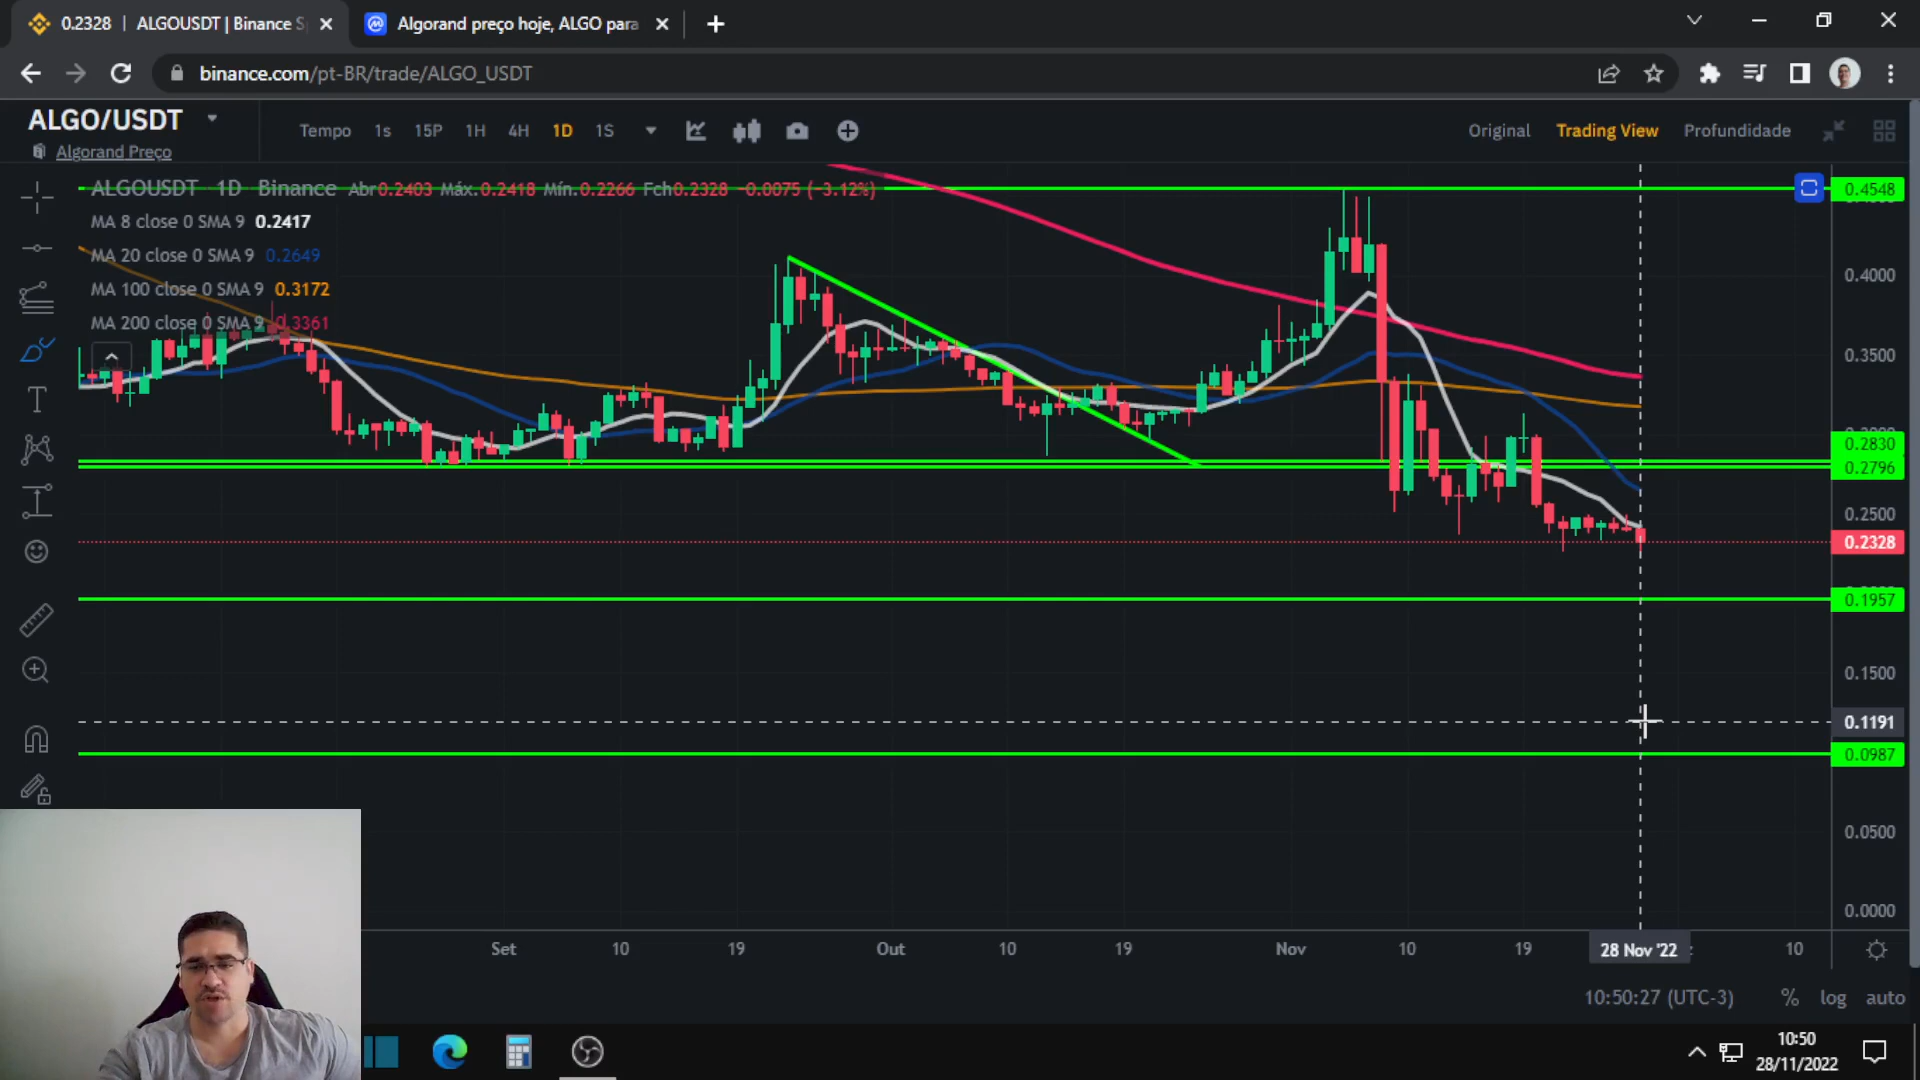 0.2328 | ALGOUSDT | Binance S
Algorand preço hoje, ALGO para
binance.com/pt-BR/trade/ALGO_USDT
ALGO/USDT
Algorand Preço
Tempo 1s 15P 1H 4H 1D 1S
Original Trading View Profundidade
ALGOUSDT 1D Binance Abr0.2403 Máx.0.2418 Mín.0.2266 Fch0.2328 -0.0075 (-3.12%)
MA 8 close 0 SMA 9 0.2417
MA 20 close 0 SMA 9 0.2649
MA 100 close 0 SMA 9 0.3172
MA 200 close 0 SMA 9 0.3361
0.4548
0.4000
0.3500
0.2830
0.2796
0.2500
0.2328
0.1957
0.1500
0.1191
0.0987
0.0500
0.0000
Set 10 19 Out 10 19 Nov 10 19 28 Nov '22 10
10:50:27 (UTC-3) % log auto
10:50
28/11/2022